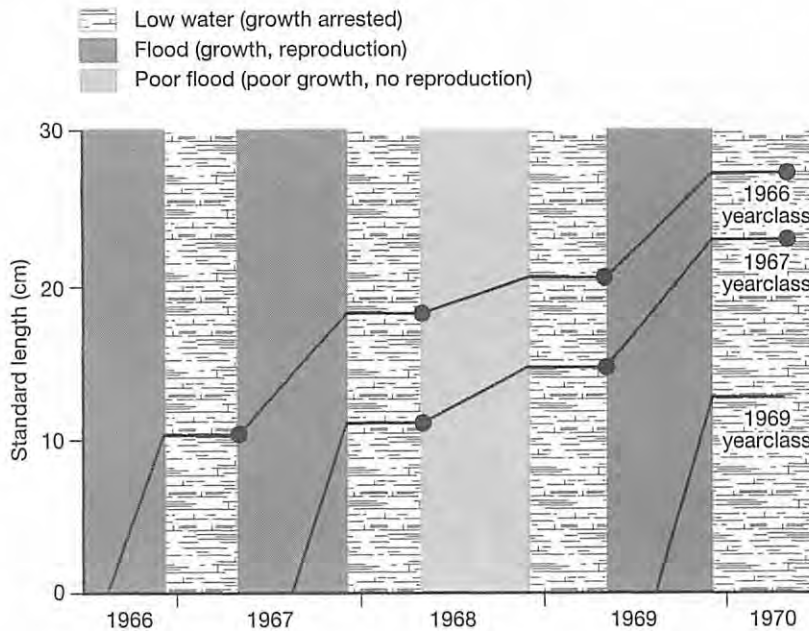 Low water (growth arrested)
Flood (growth, reproduction)
Poor flood (poor growth, no reproduction)
30
20
10
0
Standard length (cm)
1966
yearclass
1967
yearclass
1969
yearclass
1966
1967
1968
1969
1970